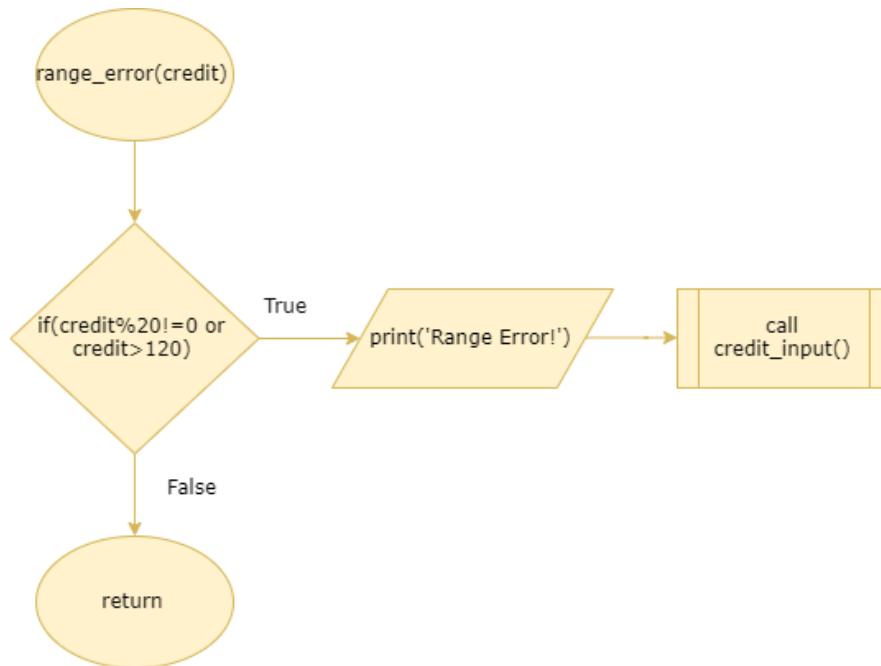 range_error(credit)
if(credit%20!=0 or
credit>120)
True
print('Range Error!')
call
credit_input()
False
return